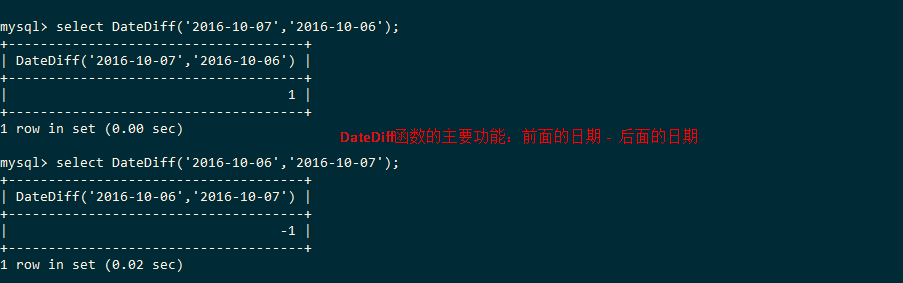 mysql> select DateDiff('2016-10-07','2016-10-06');
+-------------------------------------+
| DateDiff('2016-10-07','2016-10-06') |
+-------------------------------------+
|                                   1 |
+-------------------------------------+
1 row in set (0.00 sec)
DateDiff函数的主要功能：前面的日期 - 后面的日期
mysql> select DateDiff('2016-10-06','2016-10-07');
+-------------------------------------+
| DateDiff('2016-10-06','2016-10-07') |
+-------------------------------------+
|                                  -1 |
+-------------------------------------+
1 row in set (0.02 sec)